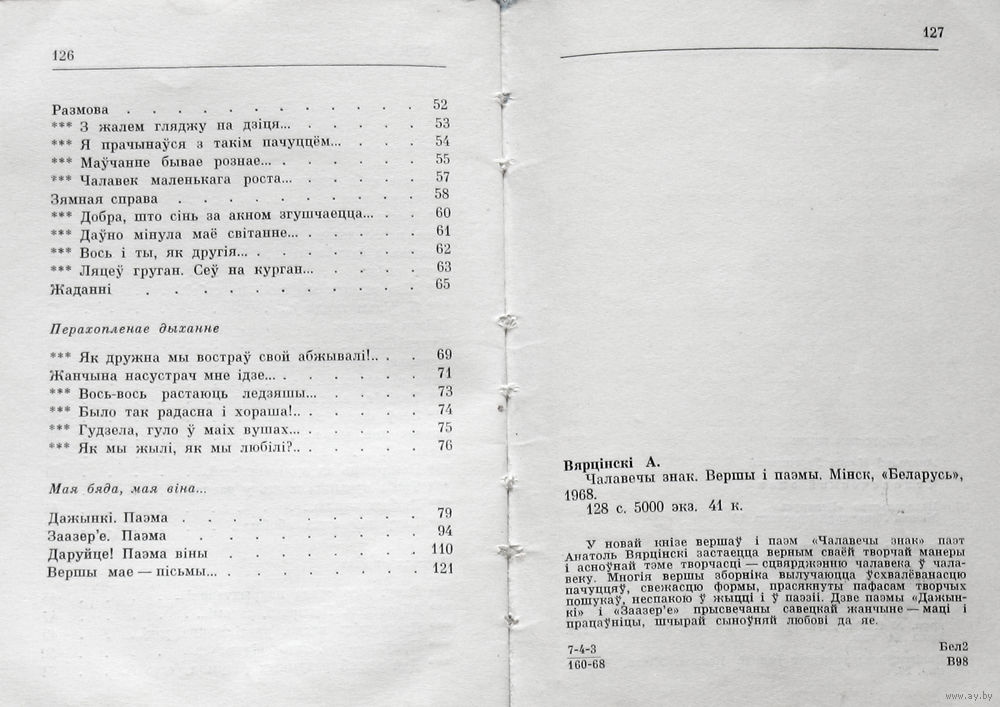 126
Размова . . . . . . . . . . . . . 52
*** З жалем гляджу на дзіця... . . . . . 53
*** Я прачынаўся з такім пачуццём... . . . 54
*** Маўчанне бывае рознае... . . . . . . 55
*** Чалавек маленькага роста... . . . . . 57
Зямная справа . . . . . . . . . . . 58
*** Добра, што сінь за акном згушчаецца... . . 60
*** Даўно мінула маё світанне... . . . . . 61
*** Вось і ты, як другія... . . . . . . . 62
*** Ляцеў груган. Сеў на курган... . . . . 63
Жаданні . . . . . . . . . . . . 65
Перахопленае дыханне
*** Як дружна мы востраў свой абжывалі!.. . . 69
Жанчына насустрач мне ідзе... . . . . . . 71
*** Вось-вось растаюць ледзяшы... . . . . 73
*** Было так радасна і хораша!.. . . . . . 74
*** Гудзела, гуло ў маіх вушах... . . . . . 75
*** Як мы жылі, як мы любілі?.. . . . . . 76
Мая бяда, мая віна...
Дажынкі. Паэма . . . . . . . . . . 79
Заазер'е. Паэма . . . . . . . . . . 94
Даруйце! Паэма віны . . . . . . . . . 110
Вершы мае — пісьмы... . . . . . . . . . 121
127
Вярцінскі А.
Чалавечы знак. Вершы і паэмы. Мінск, «Беларусь»,
1968.
128 с. 5000 экз. 41 к.
У новай кнізе вершаў і паэм «Чалавечы знак» паэт
Анатоль Вярцінскі застаецца верным сваёй творчай манеры
і асноўнай тэме творчасці — сцвярджэнню чалавека ў чала-
веку. Многія вершы зборніка вылучаюцца ўсхвалёванасцю
пачуццяў, свежасцю формы, прасякнуты пафасам творчых
пошукаў, неспакою ў жыцці і ў паэзіі. Дзве паэмы «Дажын-
кі» і «Заазер'е» прысвечаны савецкай жанчыне — маці і
працаўніцы, шчырай сыноўняй любові да яе.
7-4-3 Бел2
160-68 В98
www.ay.by